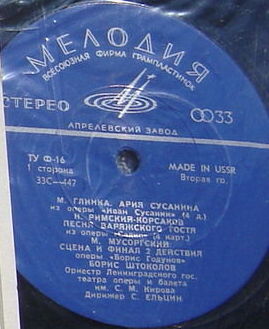 МЕЛОДИЯ
ВСЕСОЮЗНАЯ ФИРМА ГРАМПЛАСТИНОК
СТЕРЕО
33
АПРЕЛЕВСКИЙ ЗАВОД
ТУ Ф-16
1 сторона
33С—447
MADE IN USSR
Вторая гр.
М. ГЛИНКА. АРИЯ СУСАНИНА
из оперы «Иван Сусанин» (4 д.)
Н. РИМСКИЙ-КОРСАКОВ
ПЕСНЯ ВАРЯЖСКОГО ГОСТЯ
из оперы «Садко» (4 карт.)
М. МУСОРГСКИЙ
СЦЕНА И ФИНАЛ 2 ДЕЙСТВИЯ
оперы «Борис Годунов»
БОРИС ШТОКОЛОВ
Оркестр Ленинградского гос.
театра оперы и балета
им. С. М. Кирова
Дирижер С. ЕЛЬЦИН